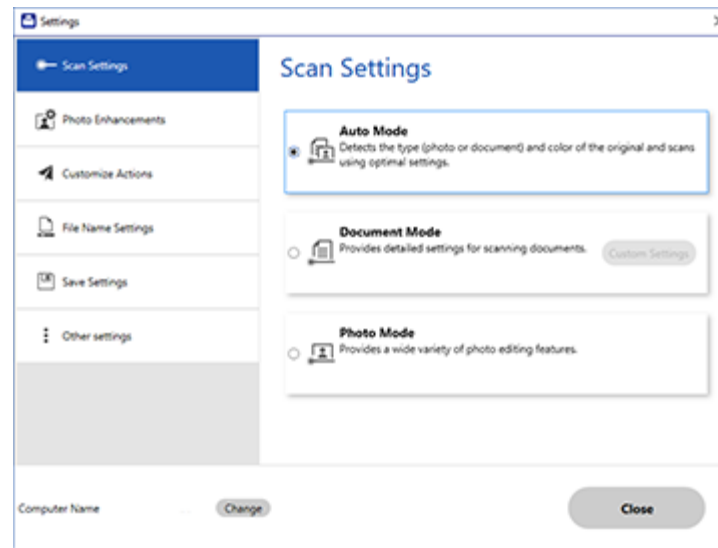 Settings
Scan Settings
Photo Enhancements
Customize Actions
File Name Settings
Save Settings
Other settings
Scan Settings
Auto Mode
Detects the type (photo or document) and color of the original and scans
using optimal settings.
Document Mode
Provides detailed settings for scanning documents.
Custom Settings
Photo Mode
Provides a wide variety of photo editing features.
Computer Name
Change
Close